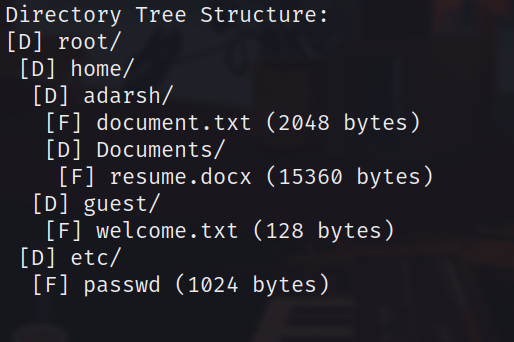 Directory Tree Structure:
[D] root/
 [D] home/
  [D] adarsh/
   [F] document.txt (2048 bytes)
   [D] Documents/
    [F] resume.docx (15360 bytes)
  [D] guest/
   [F] welcome.txt (128 bytes)
 [D] etc/
  [F] passwd (1024 bytes)